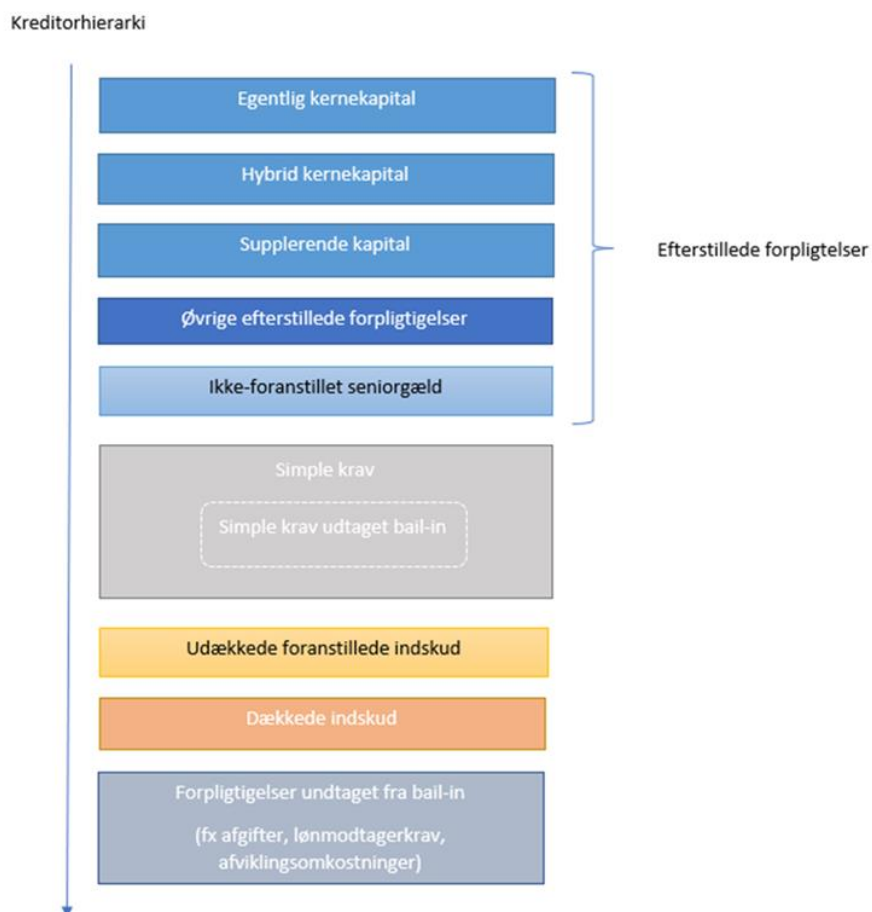 Kreditorhierarki
Egentlig kernekapital
Hybrid kernekapital
Supplerende kapital
Efterstillede forpligtelser
Øvrige efterstillede forpligtigelser
Ikke-foranstillet seniorgæld
Simple krav
Simple krav udtaget bail-in
Udækkede foranstillede indskud
Dækkede indskud
Forpligtigelser undtaget fra bail-in
(fx afgifter, lønmodtagerkrav,
afviklingsomkostninger)